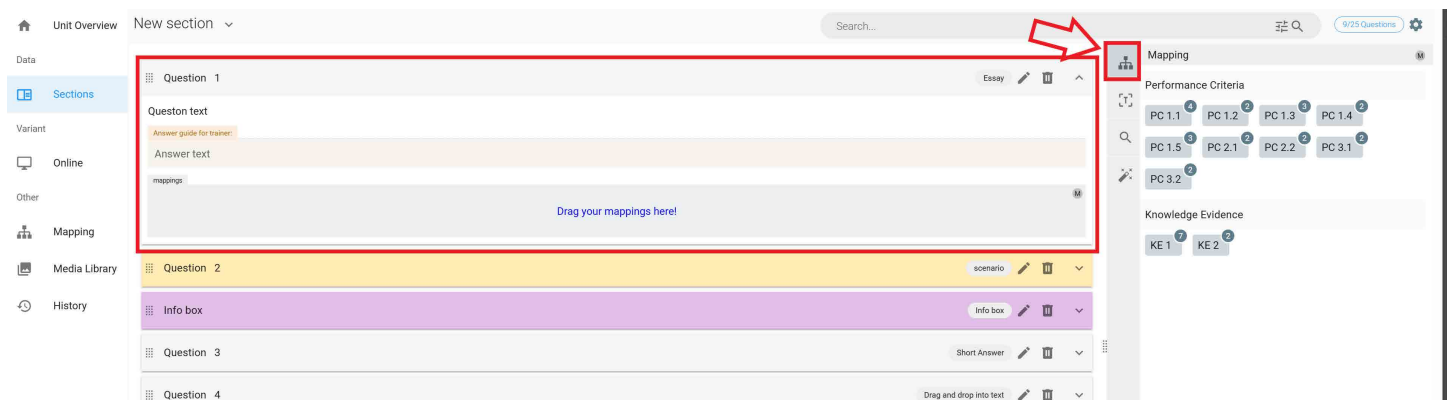 Unit Overview
New section
Search...
9/25 Questions
Data
Sections
Variant
Online
Other
Mapping
Media Library
History
Question 1
Essay
Queston text
Answer guide for trainer:
Answer text
mappings
M
Drag your mappings here!
Question 2
scenario
Info box
Info box
Question 3
Short Answer
Question 4
Drag and drop into text
[T]
Mapping
M
Performance Criteria
PC 1.1 4 PC 1.2 2 PC 1.3 3 PC 1.4 2
PC 1.5 3 PC 2.1 2 PC 2.2 2 PC 3.1 2
PC 3.2 2
Knowledge Evidence
KE 1 7 KE 2 2